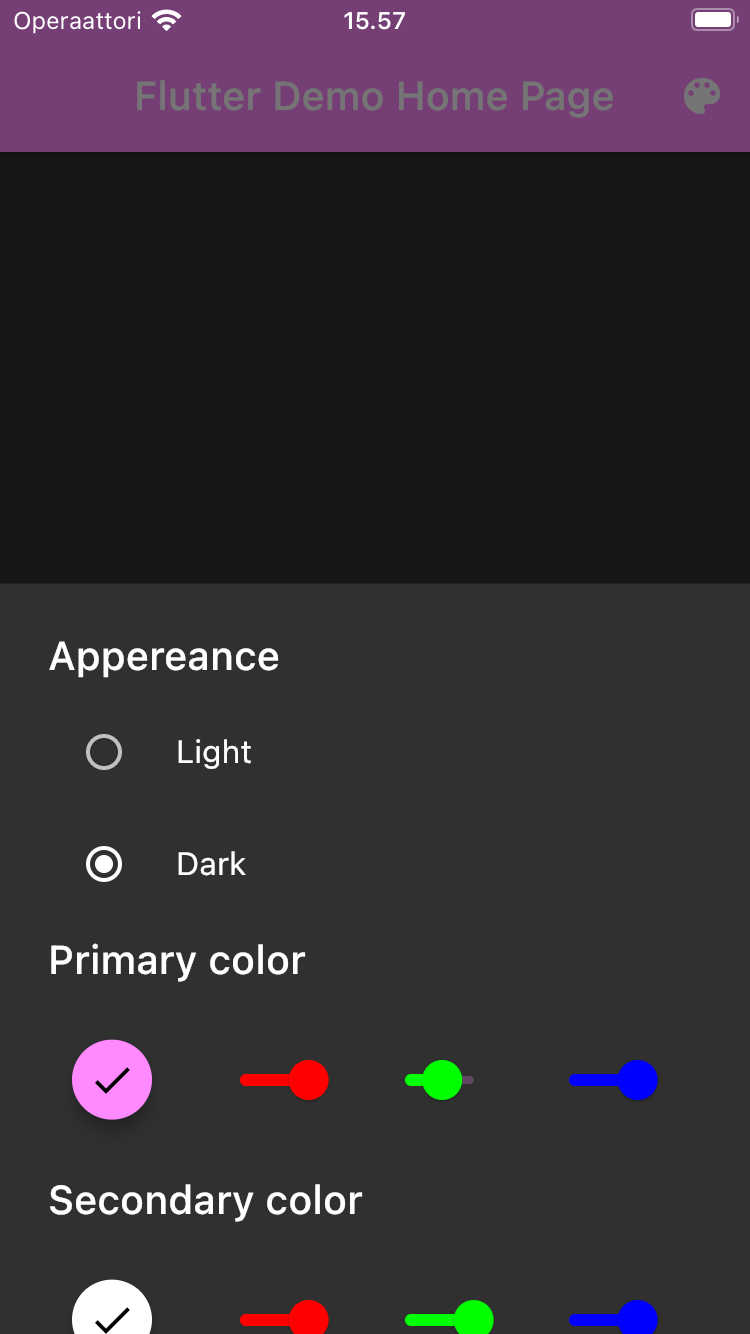 Operaattori 15.57
Flutter Demo Home Page
Appereance
Light
Dark
Primary color
Secondary color